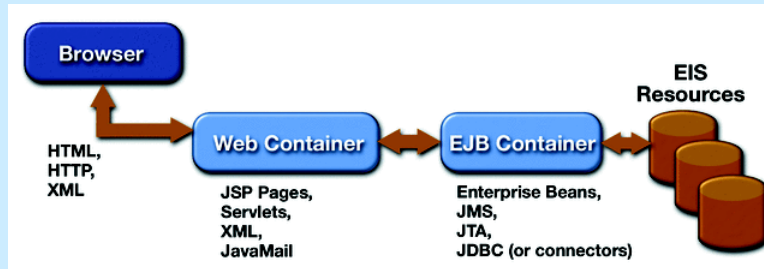 Browser
EIS
Resources
HTML,
HTTP,
XML
Web Container
EJB Container
JSP Pages,
Servlets,
XML,
JavaMail
Enterprise Beans,
JMS,
JTA,
JDBC (or connectors)